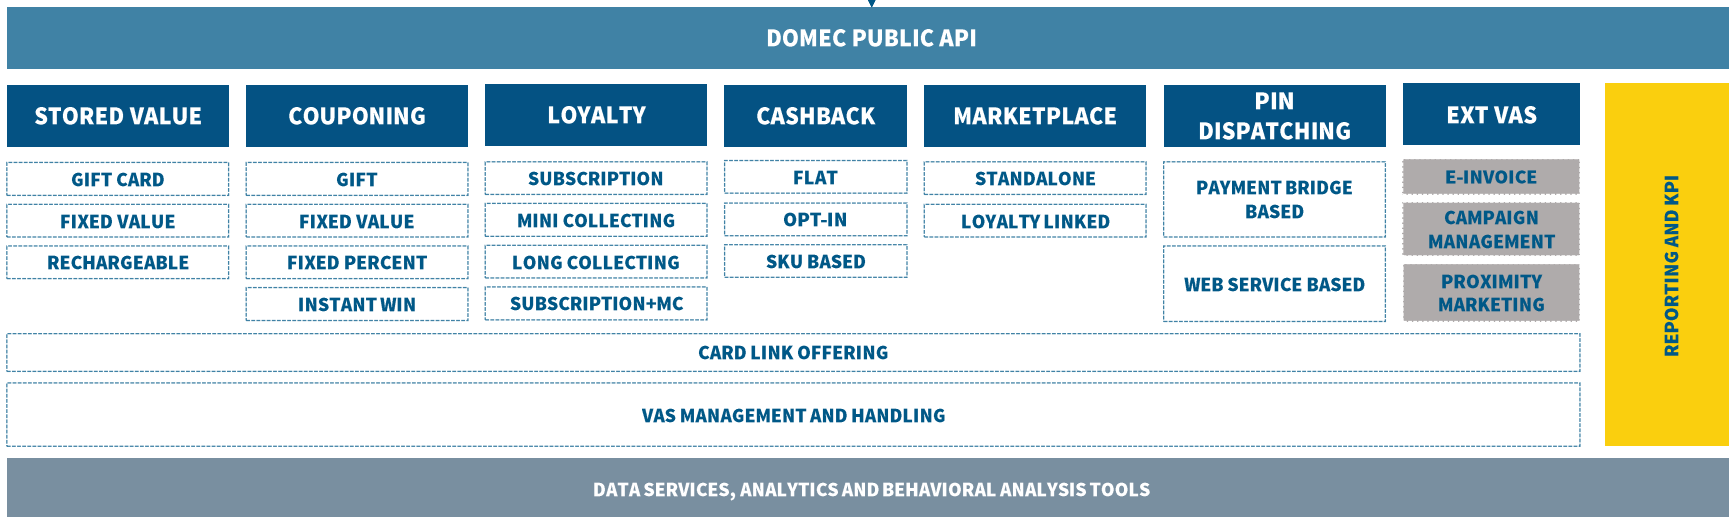 DOMEC PUBLIC API
STORED VALUE
COUPONING
LOYALTY
CASHBACK
MARKETPLACE
PIN
DISPATCHING
EXT VAS
GIFT CARD
FIXED VALUE
RECHARGEABLE
GIFT
FIXED VALUE
FIXED PERCENT
INSTANT WIN
SUBSCRIPTION
MINI COLLECTING
LONG COLLECTING
SUBSCRIPTION+MC
FLAT
OPT-IN
SKU BASED
STANDALONE
LOYALTY LINKED
PAYMENT BRIDGE
BASED
WEB SERVICE BASED
E-INVOICE
CAMPAIGN
MANAGEMENT
PROXIMITY
MARKETING
REPORTING AND KPI
CARD LINK OFFERING
VAS MANAGEMENT AND HANDLING
DATA SERVICES, ANALYTICS AND BEHAVIORAL ANALYSIS TOOLS